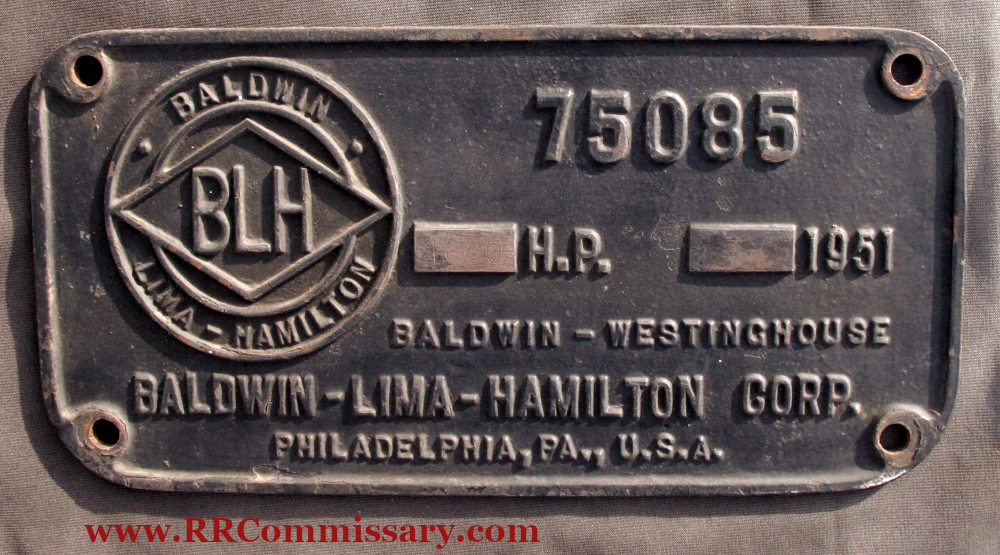 BALDWIN
BLH
LIMA - HAMILTON
75085
H.P. 1951
BALDWIN - WESTINGHOUSE
BALDWIN-LIMA-HAMILTON CORP.
PHILADELPHIA, PA., U.S.A.
www.RRCommissary.com